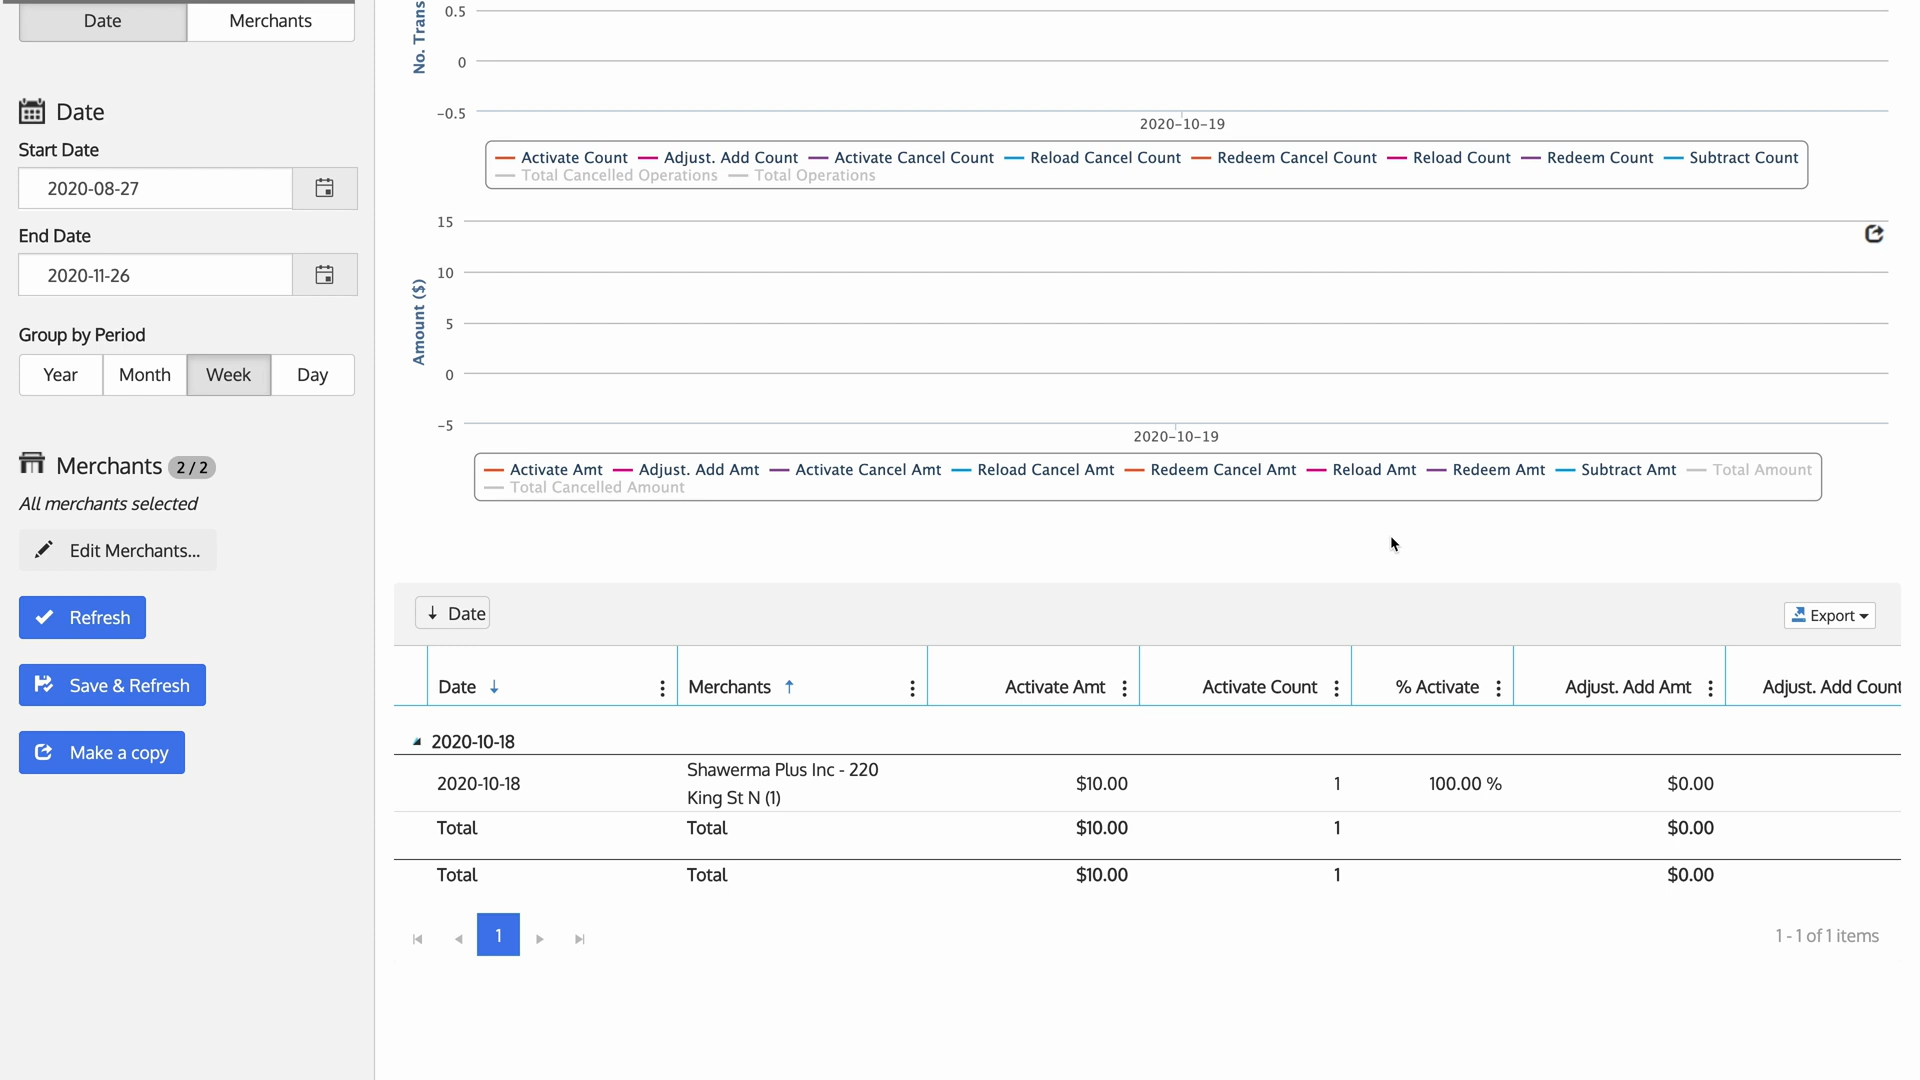 Date
Merchants
Date
Start Date
2020-08-27
End Date
2020-11-26
Group by Period
Year Month Week Day
Merchants 2 / 2
All merchants selected
Edit Merchants...
Refresh
Save & Refresh
Make a copy
No. Trans
0.5
0
-0.5
2020-10-19
Activate Count Adjust. Add Count Activate Cancel Count Reload Cancel Count Redeem Cancel Count Reload Count Redeem Count Subtract Count
Total Cancelled Operations Total Operations
Amount ($)
15
10
5
0
-5
2020-10-19
Activate Amt Adjust. Add Amt Activate Cancel Amt Reload Cancel Amt Redeem Cancel Amt Reload Amt Redeem Amt Subtract Amt Total Amount
Total Cancelled Amount
Date
Export
Date Merchants Activate Amt Activate Count % Activate Adjust. Add Amt Adjust. Add Count
2020-10-18
2020-10-18 Shawerma Plus Inc - 220 $10.00 1 100.00 % $0.00
King St N (1)
Total Total $10.00 1 $0.00
Total Total $10.00 1 $0.00
1
1 - 1 of 1 items